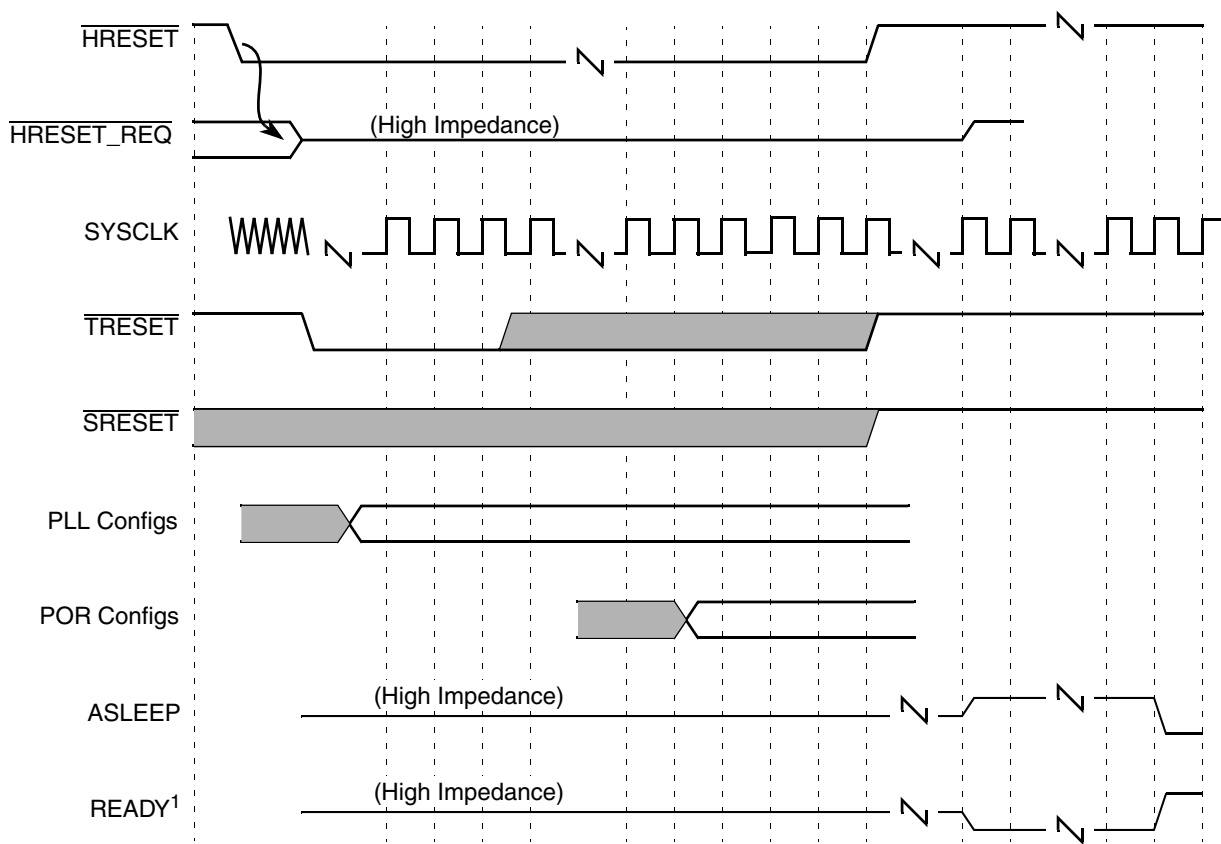 HRESET
HRESET_REQ
(High Impedance)
SYSCLK
TRESET
SRESET
PLL Configs
POR Configs
ASLEEP
(High Impedance)
READY1
(High Impedance)